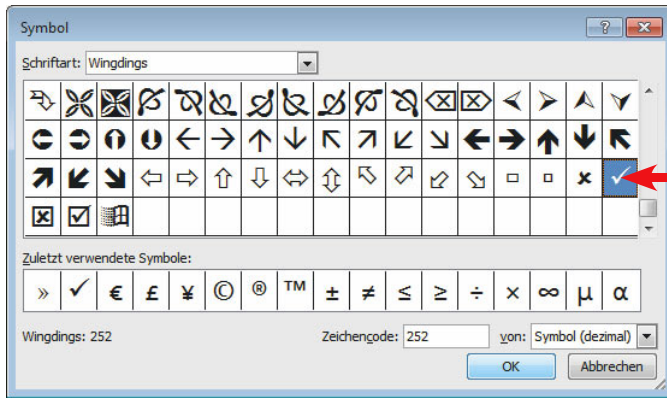 Symbol
Schriftart: Wingdings
Zuletzt verwendete Symbole:
» ✓ € £ ¥ © ® ™ ± ≠ ≤ ≥ ÷ × ∞ µ α
Wingdings: 252 Zeichencode: 252 von: Symbol (dezimal)
OK Abbrechen